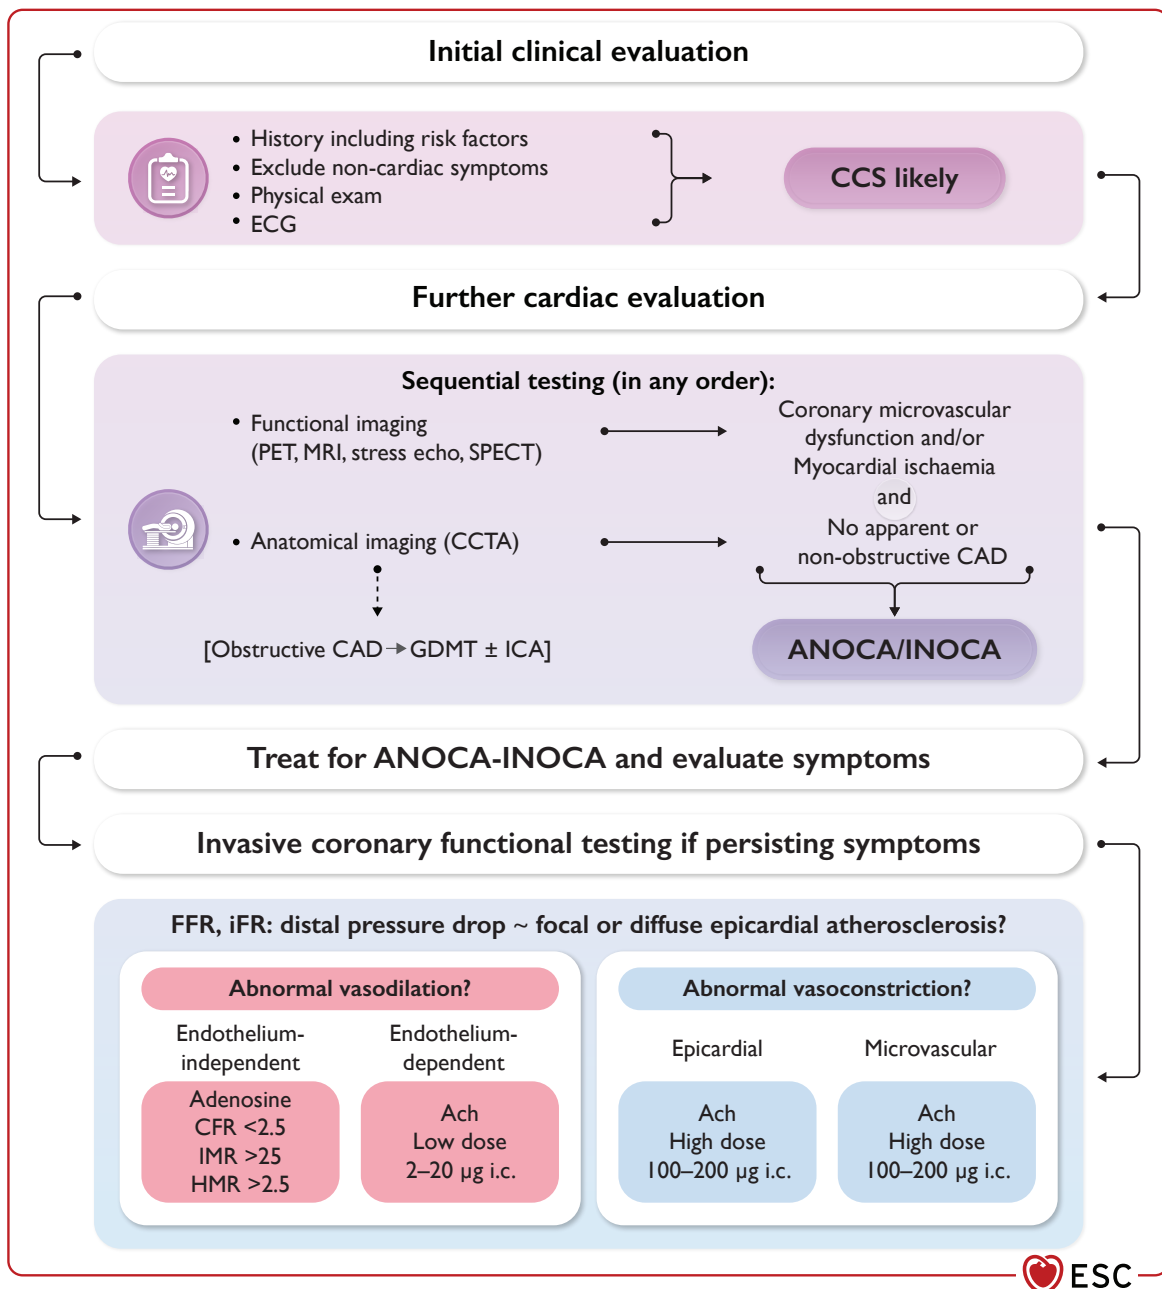 Initial clinical evaluation
• History including risk factors
• Exclude non-cardiac symptoms
• Physical exam
• ECG
CCS likely
Further cardiac evaluation
Sequential testing (in any order):
• Functional imaging
(PET, MRI, stress echo, SPECT)
Coronary microvascular
dysfunction and/or
Myocardial ischaemia
and
• Anatomical imaging (CCTA)
No apparent or
non-obstructive CAD
[Obstructive CAD → GDMT ± ICA]
ANOCA/INOCA
Treat for ANOCA-INOCA and evaluate symptoms
Invasive coronary functional testing if persisting symptoms
FFR, iFR: distal pressure drop ~ focal or diffuse epicardial atherosclerosis?
Abnormal vasodilation?
Endothelium-
independent
Adenosine
CFR <2.5
IMR >25
HMR >2.5
Endothelium-
dependent
Ach
Low dose
2–20 µg i.c.
Abnormal vasoconstriction?
Epicardial
Ach
High dose
100–200 µg i.c.
Microvascular
Ach
High dose
100–200 µg i.c.
ESC